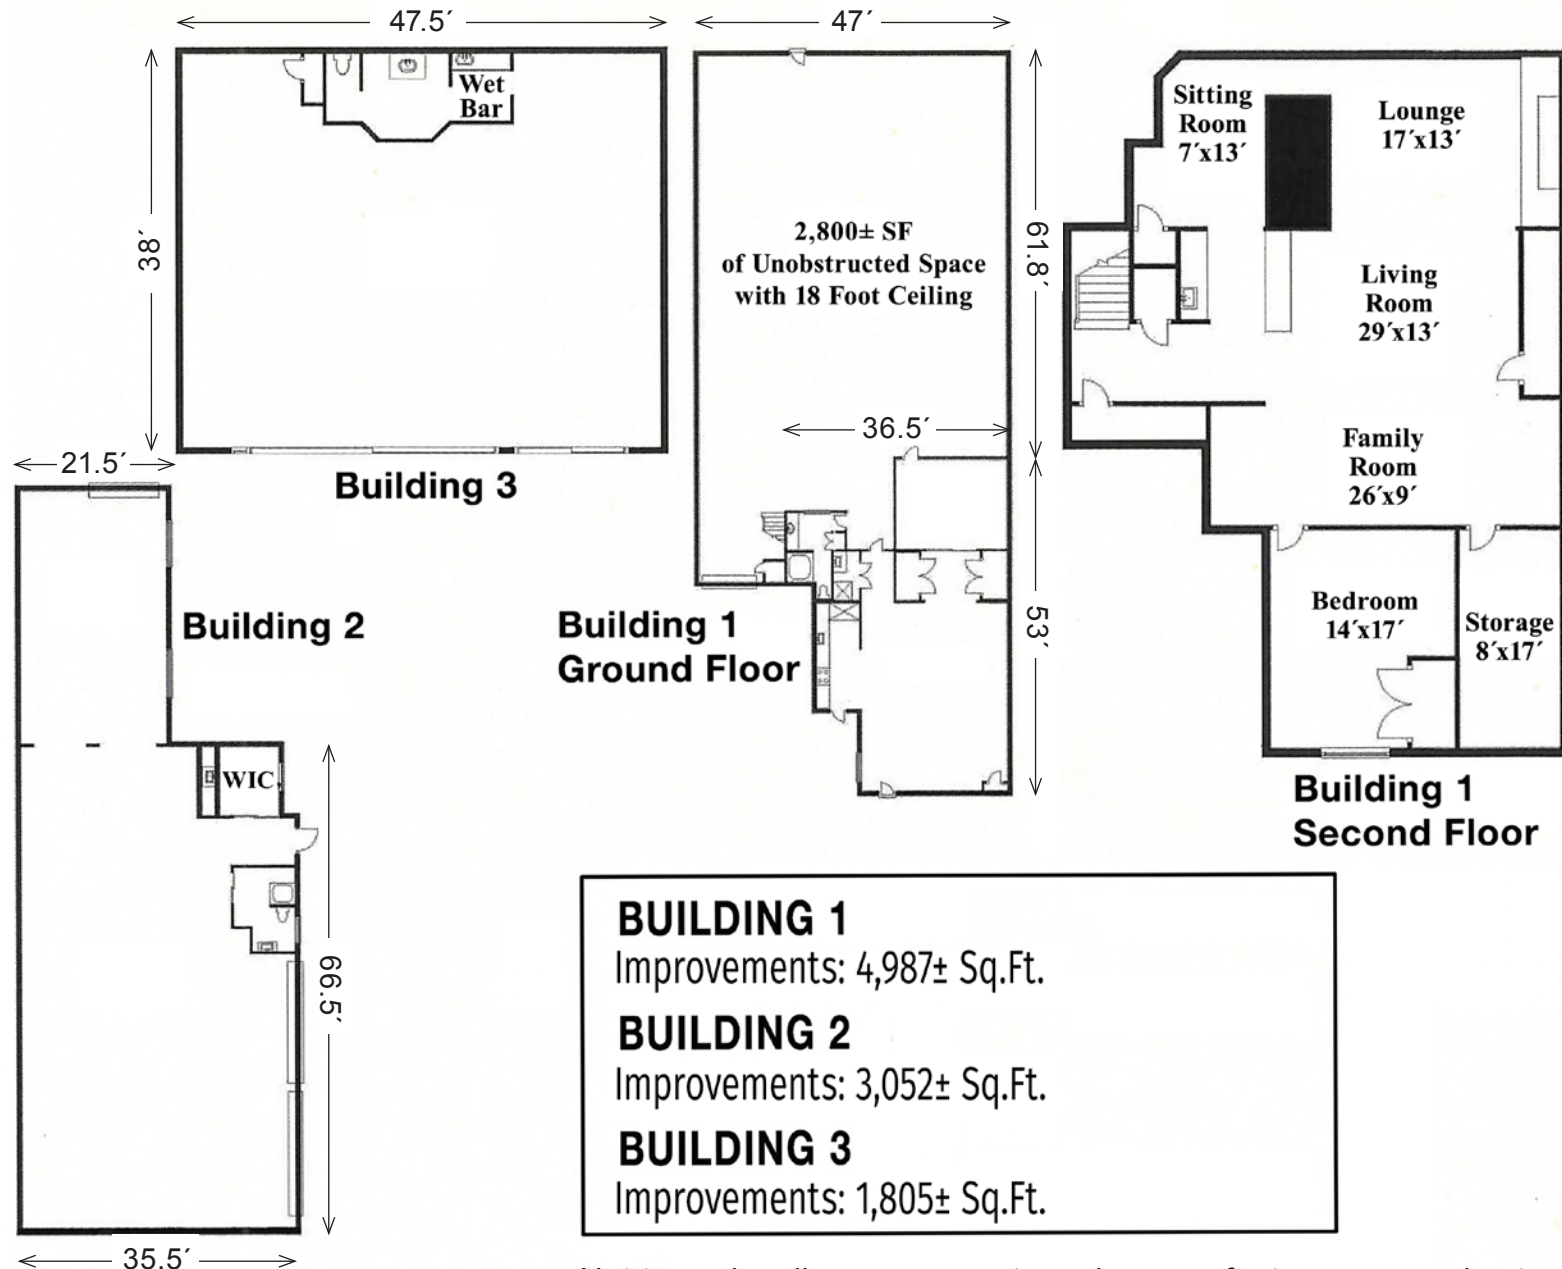 47.5´
47´
Wet
Bar
38´
Building 3
2,800± SF
of Unobstructed Space
with 18 Foot Ceiling
61.8´
36.5´
53´
Building 1
Ground Floor
Sitting
Room
7´x13´
Lounge
17´x13´
Living
Room
29´x13´
Family
Room
26´x9´
Bedroom
14´x17´
Storage
8´x17´
Building 1
Second Floor
21.5´
Building 2
WIC
66.5´
35.5´
BUILDING 1
Improvements: 4,987± Sq.Ft.
BUILDING 2
Improvements: 3,052± Sq.Ft.
BUILDING 3
Improvements: 1,805± Sq.Ft.